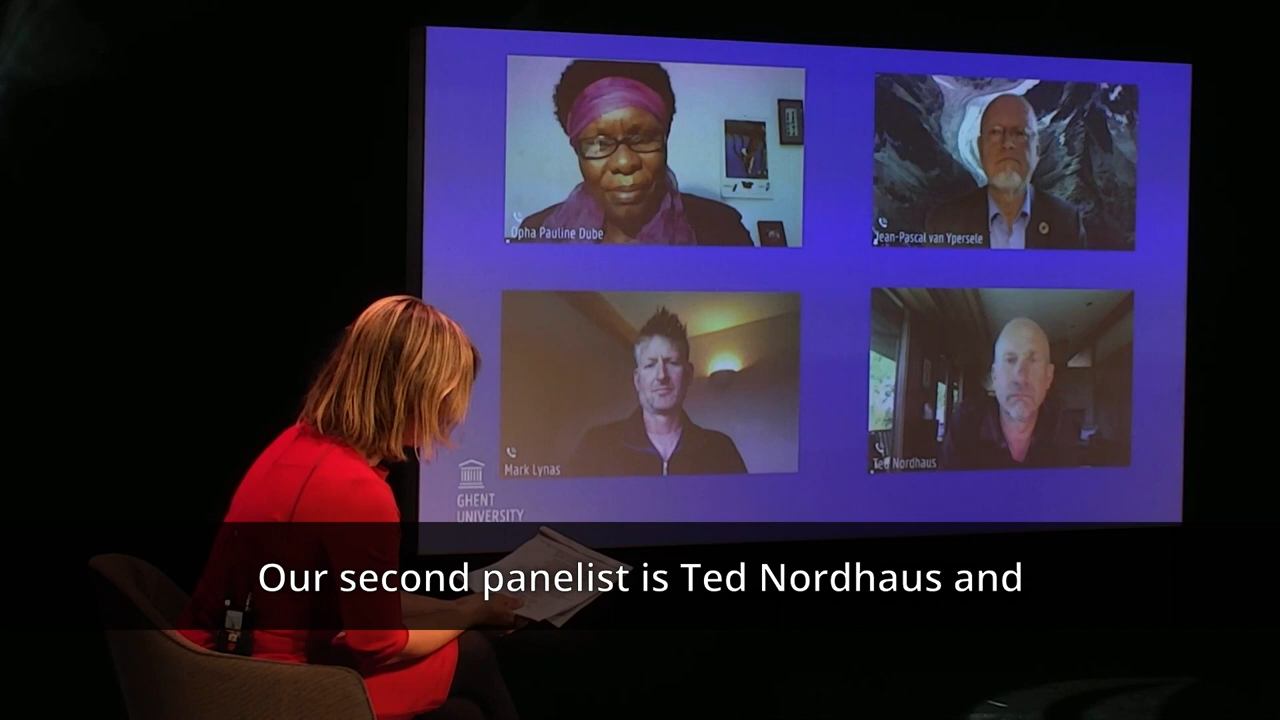 Opha Pauline Dube
Jean-Pascal van Ypersele
Mark Lynas
Ted Nordhaus
GHENT
UNIVERSITY
Our second panelist is Ted Nordhaus and